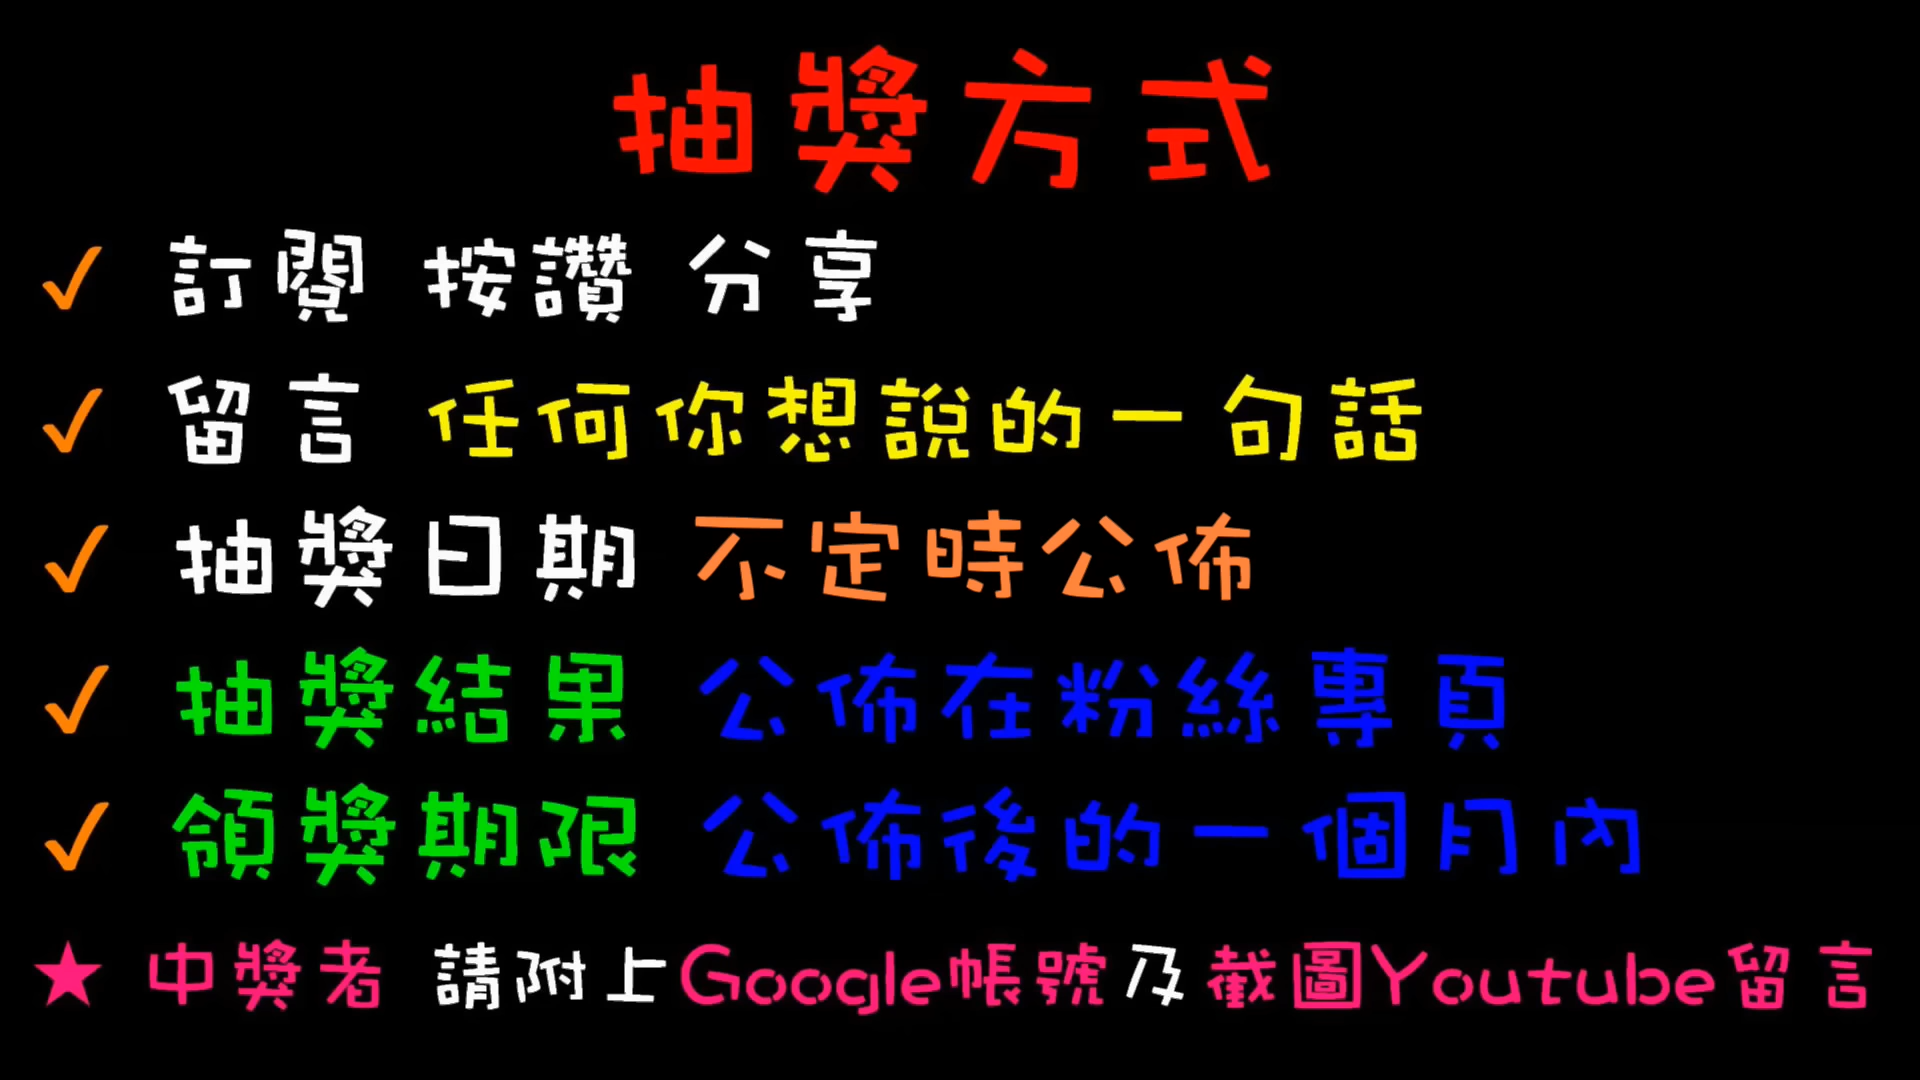 抽獎方式
✓ 訂閱 按讚 分享
✓ 留言 任何你想說的一句話
✓ 抽獎日期 不定時公佈
✓ 抽獎結果 公佈在粉絲專頁
✓ 領獎期限 公佈後的一個月內
★ 中獎者 請附上Google帳號及截圖Youtube留言